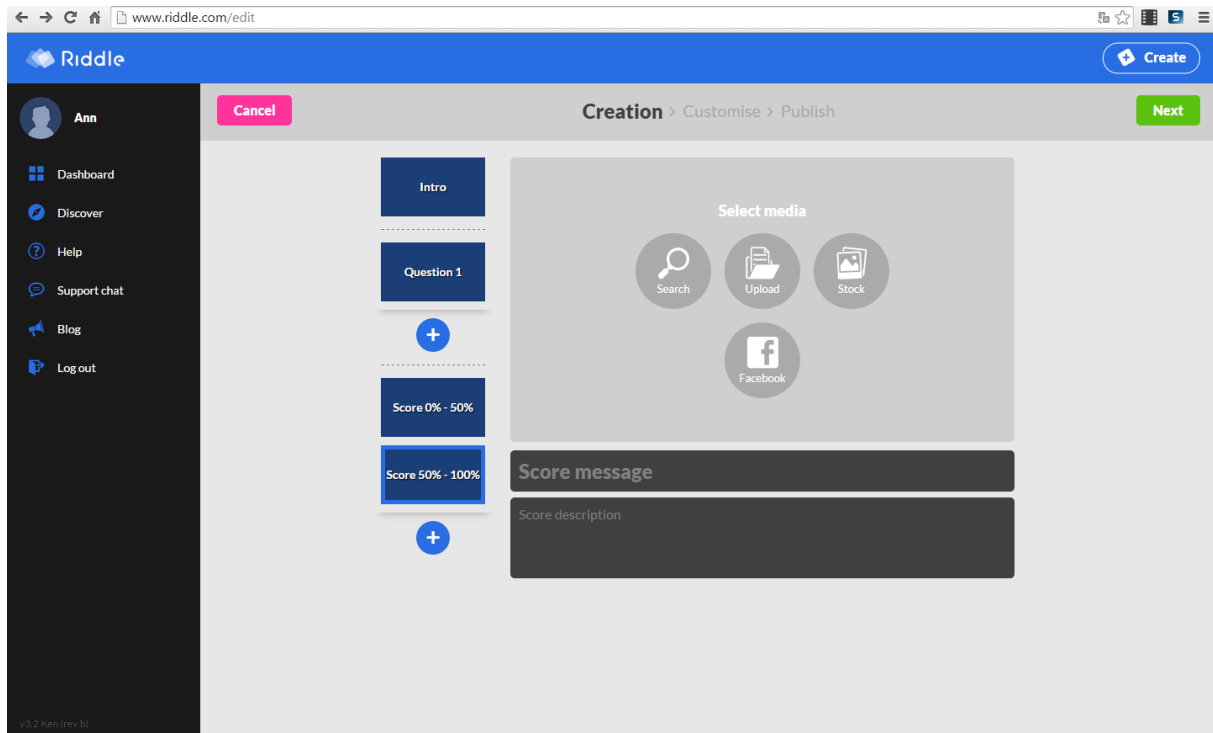 www.riddle.com/edit
Riddle
Create
Ann
Cancel
Creation > Customise > Publish
Next
Dashboard
Discover
Help
Support chat
Blog
Log out
Intro
Question 1
Score 0% - 50%
Score 50% - 100%
Select media
Search
Upload
Stock
Facebook
Score message
Score description
v3.2 Ken (rev.b)